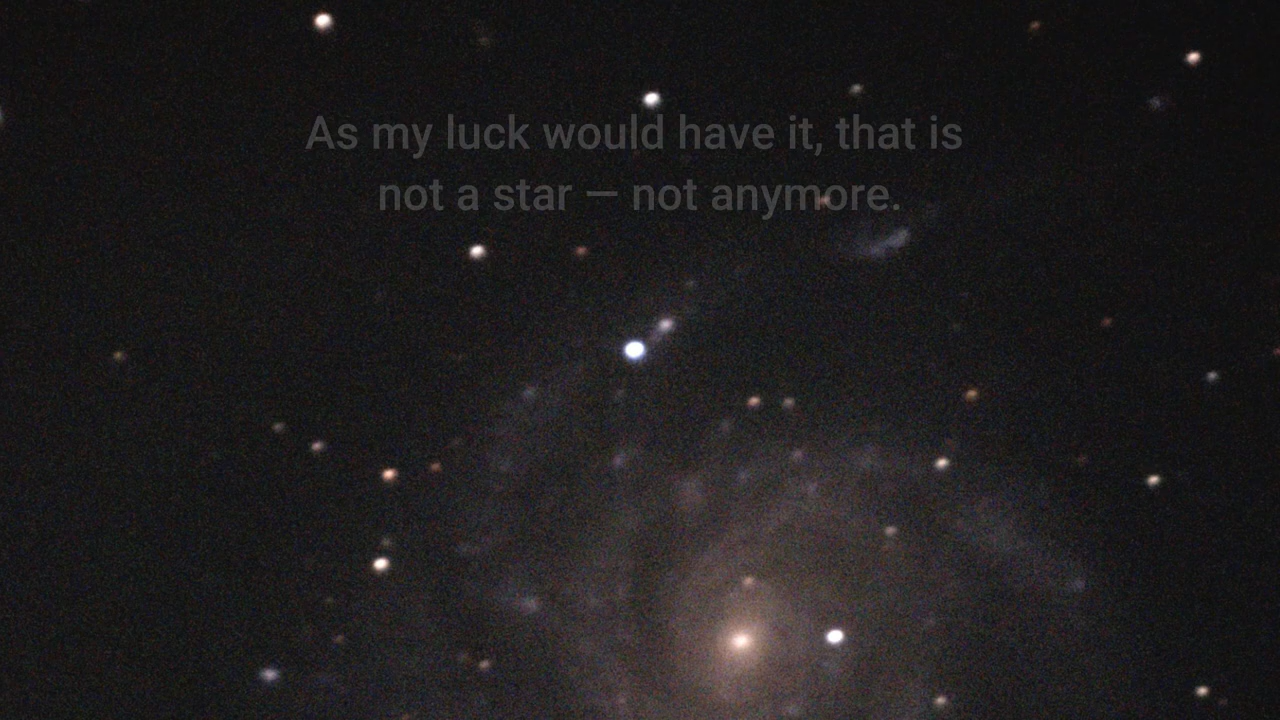 As my luck would have it, that is
not a star — not anymore.